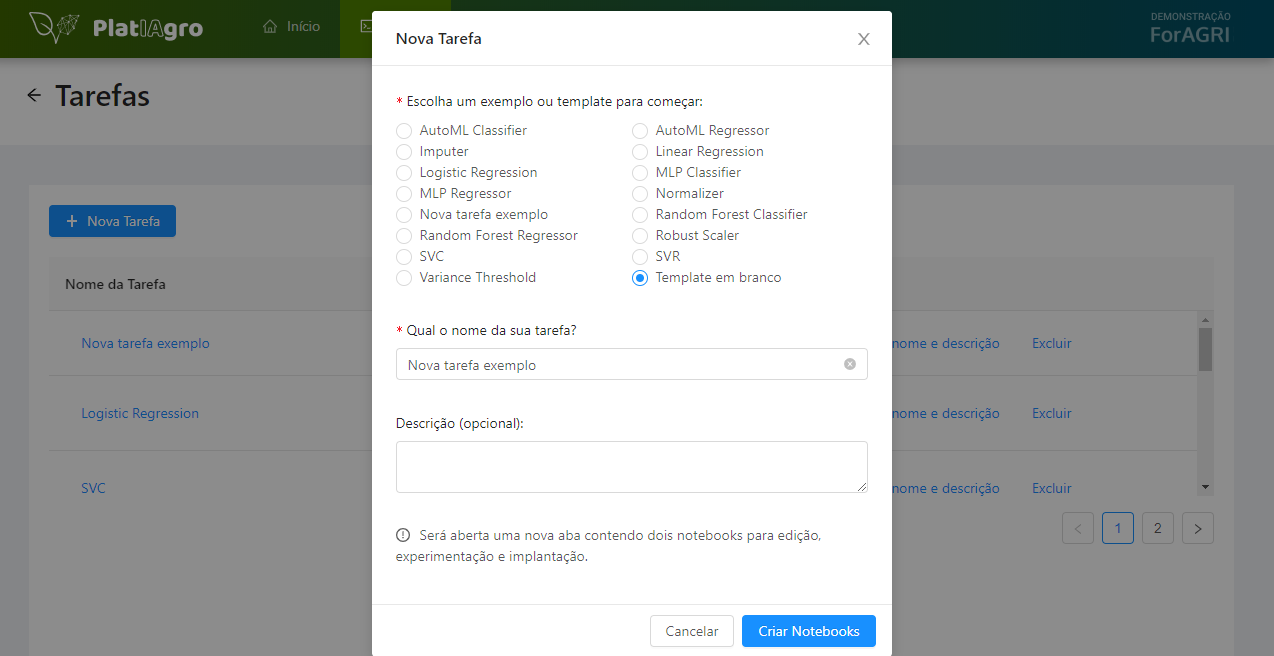 PlatIAgro
Início
DEMONSTRAÇÃO
ForAGRI
Tarefas
Nova Tarefa
Nome da Tarefa
Nova tarefa exemplo
nome e descrição
Excluir
Logistic Regression
nome e descrição
Excluir
SVC
nome e descrição
Excluir
1
2
Nova Tarefa
* Escolha um exemplo ou template para começar:
AutoML Classifier
AutoML Regressor
Imputer
Linear Regression
Logistic Regression
MLP Classifier
MLP Regressor
Normalizer
Nova tarefa exemplo
Random Forest Classifier
Random Forest Regressor
Robust Scaler
SVC
SVR
Variance Threshold
Template em branco
* Qual o nome da sua tarefa?
Nova tarefa exemplo
Descrição (opcional):
Será aberta uma nova aba contendo dois notebooks para edição,
experimentação e implantação.
Cancelar
Criar Notebooks